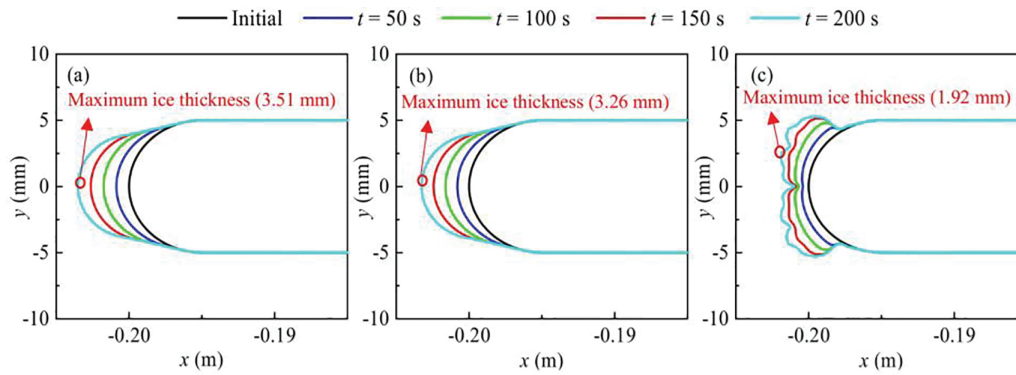 Initial t = 50 s t = 100 s t = 150 s t = 200 s
(a)
Maximum ice thickness (3.51 mm)
10
5
0
-5
-10
y (mm)
-0.20 -0.19
x (m)
(b)
Maximum ice thickness (3.26 mm)
10
5
0
-5
-10
y (mm)
-0.20 -0.19
x (m)
(c)
Maximum ice thickness (1.92 mm)
10
5
0
-5
-10
y (mm)
-0.20 -0.19
x (m)